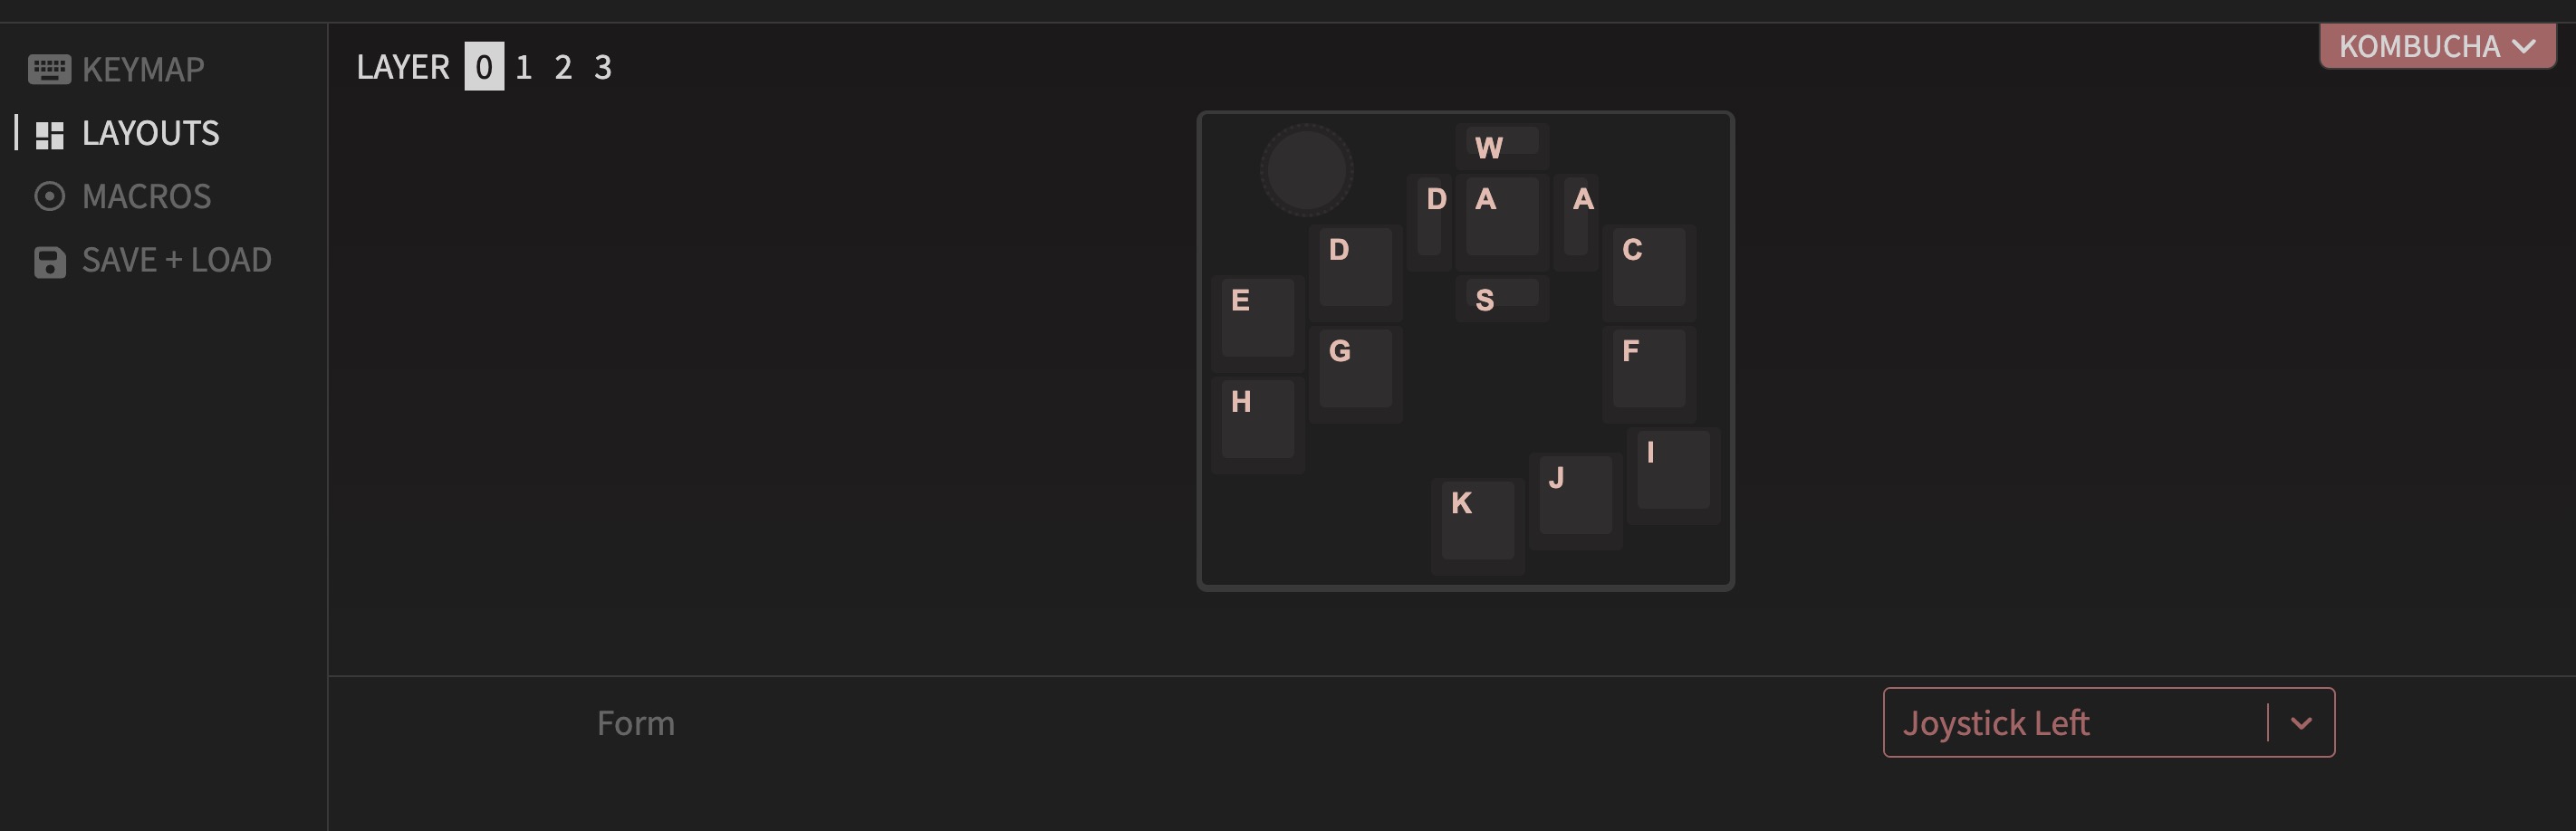 KEYMAP
LAYOUTS
MACROS
SAVE + LOAD
LAYER 0 1 2 3
KOMBUCHA
W
D A A
D C
E S
G F
H
I
J
K
Form
Joystick Left